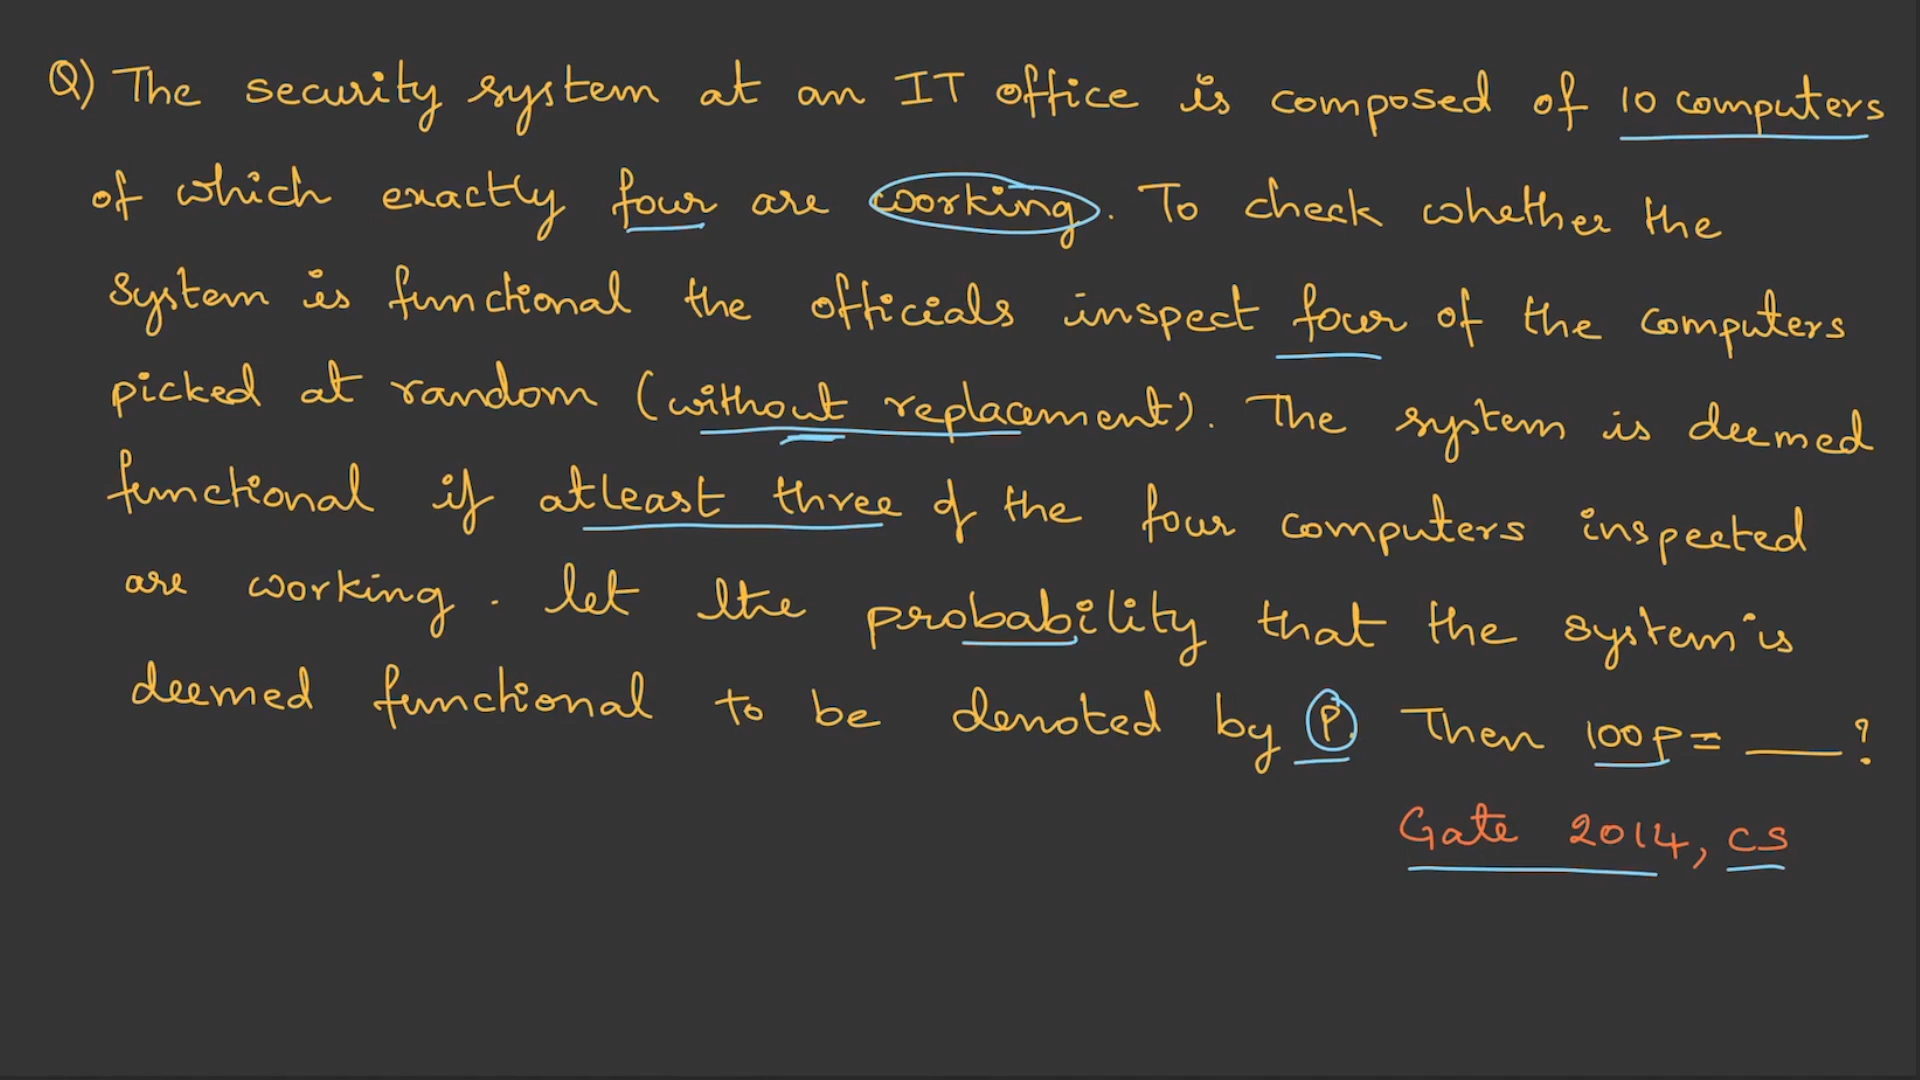 Q) The security system at an IT office is composed of 10 computers
of which exactly four are working. To check whether the
system is functional the officials inspect four of the computers
picked at random (without replacement). The system is deemed
functional if atleast three of the four computers inspected
are working. let the probability that the system is
deemed functional to be denoted by P. Then 100p = ____?
Gate 2014, CS